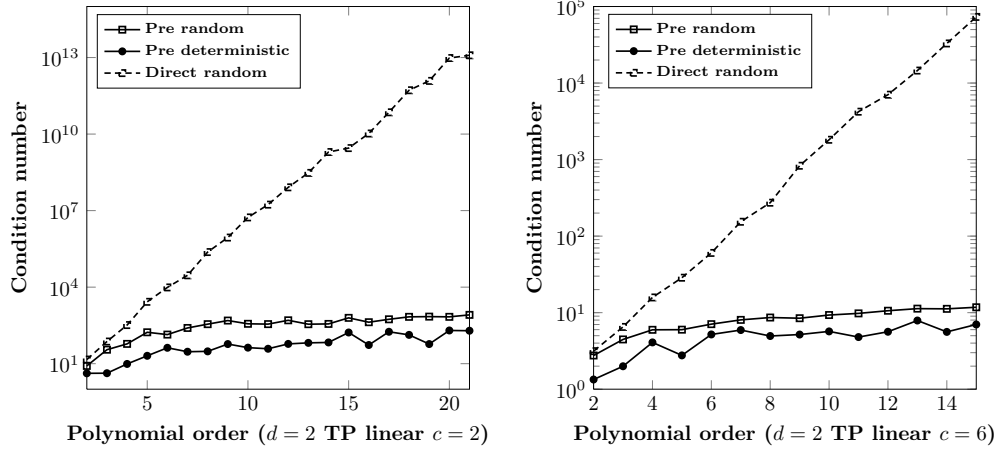 Condition number
10^13
10^10
10^7
10^4
10^1
Pre random
Pre deterministic
Direct random
5 10 15 20
Polynomial order (d = 2 TP linear c = 2)
Condition number
10^5
10^4
10^3
10^2
10^1
10^0
Pre random
Pre deterministic
Direct random
2 4 6 8 10 12 14
Polynomial order (d = 2 TP linear c = 6)